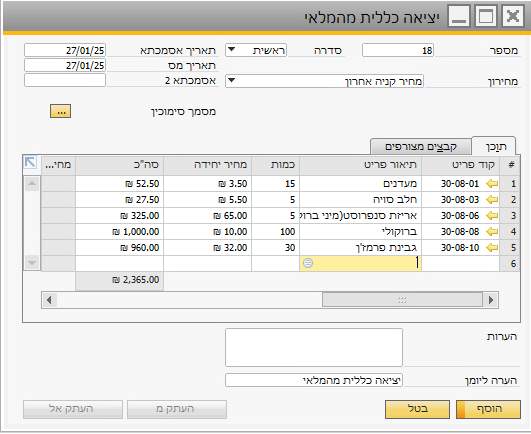 יציאה כללית מהמלאי
מספר 18 סדרה ראשית תאריך אסמכתא 27/01/25
תאריך מס 27/01/25
מחירון מחיר קניה אחרון אסמכתא 2
מסמך סימוכין ...
תוכן קבצים מצורפים
# קוד פריט תיאור פריט כמות מחיר יחידה סה"כ מחי...
1 30-08-01 מעדנים 15 3.50 ₪ 52.50 ₪
2 30-08-03 חלב סויה 5 5.50 ₪ 27.50 ₪
3 30-08-06 אריזת סנפרוסט(מיני ברוק 5 65.00 ₪ 325.00 ₪
4 30-08-08 ברוקולי 100 10.00 ₪ 1,000.00 ₪
5 30-08-10 גבינת פרמז'ן 30 32.00 ₪ 960.00 ₪
6
2,365.00 ₪
הערות
הערה ליומן יציאה כללית מהמלאי
הוסף בטל העתק מ העתק אל